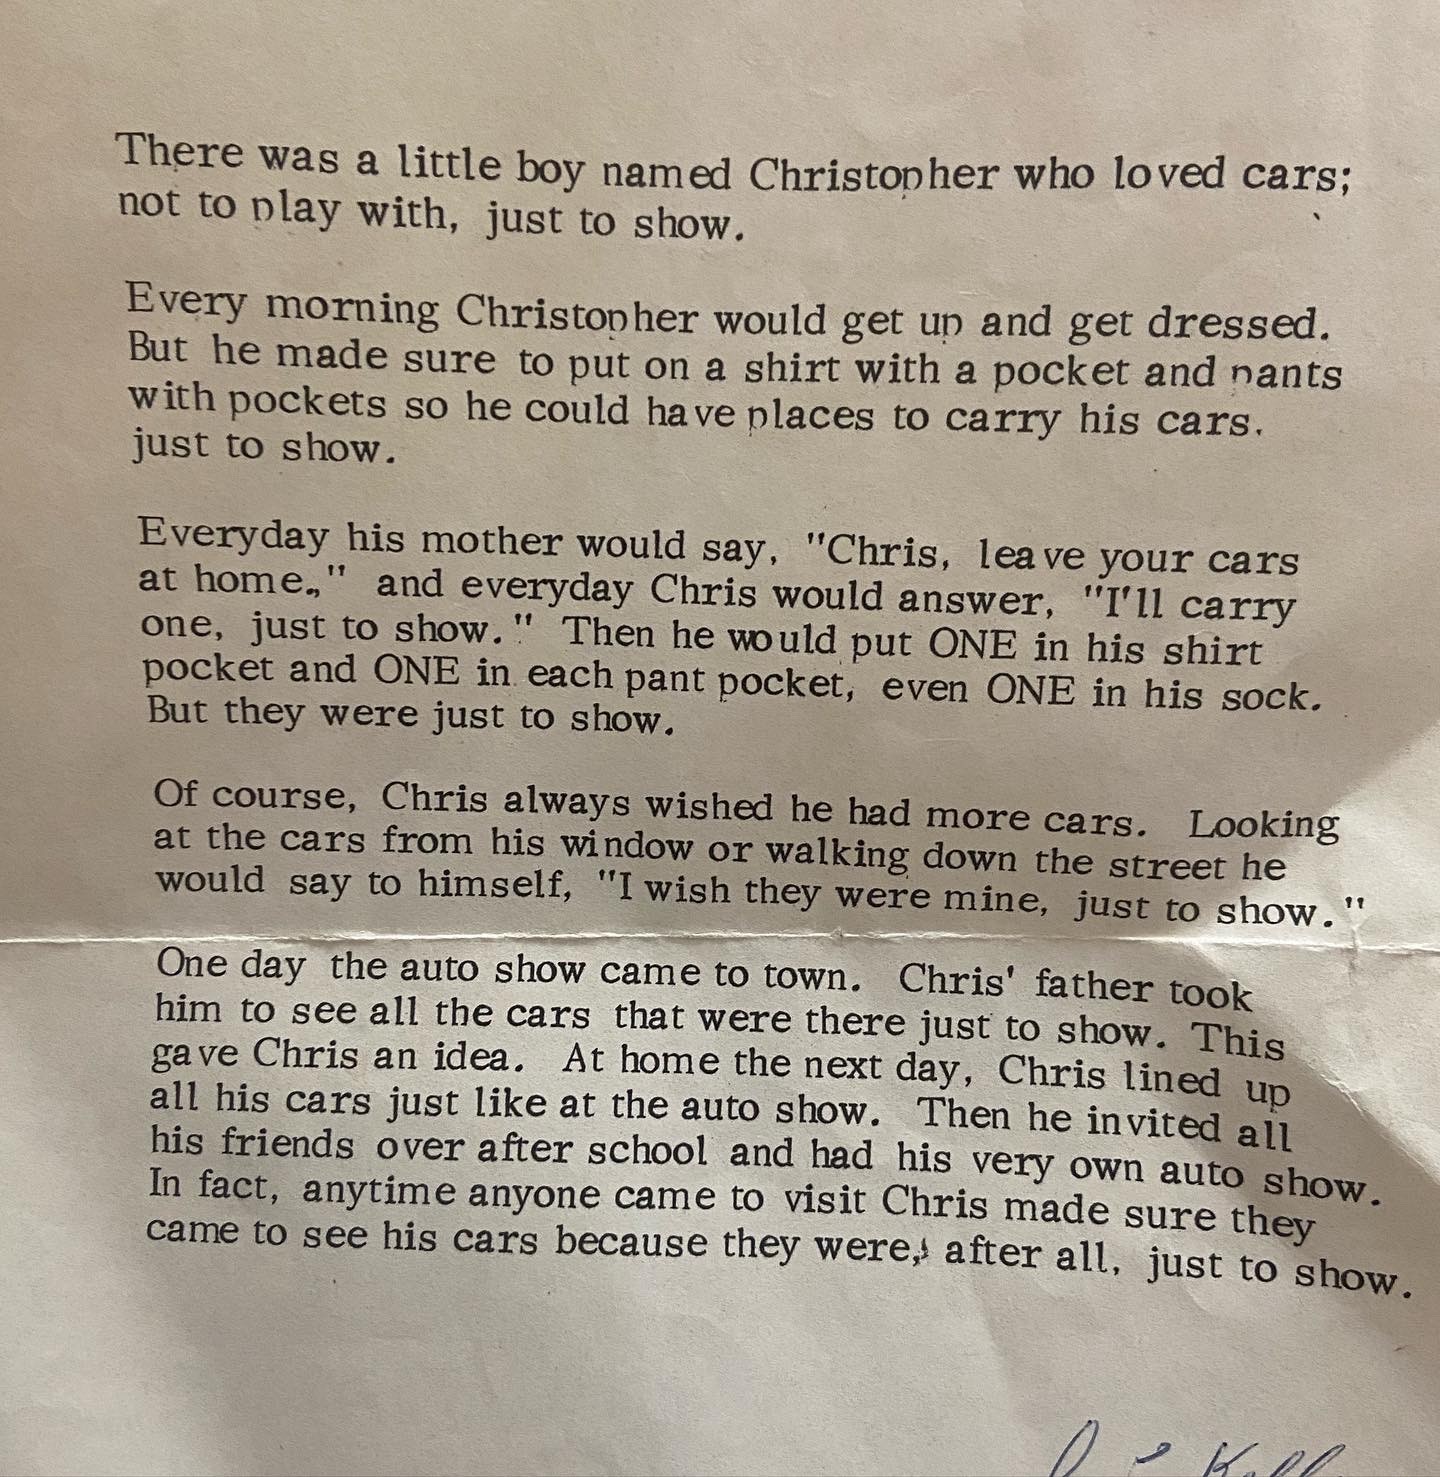 There was a little boy named Christopher who loved cars;
not to play with, just to show.
Every morning Christopher would get up and get dressed.
But he made sure to put on a shirt with a pocket and pants
with pockets so he could have places to carry his cars.
just to show.
Everyday his mother would say, "Chris, leave your cars
at home.," and everyday Chris would answer, "I'll carry
one, just to show." Then he would put ONE in his shirt
pocket and ONE in each pant pocket, even ONE in his sock.
But they were just to show.
Of course, Chris always wished he had more cars. Looking
at the cars from his window or walking down the street he
would say to himself, "I wish they were mine, just to show."
One day the auto show came to town. Chris' father took
him to see all the cars that were there just to show. This
gave Chris an idea. At home the next day, Chris lined up
all his cars just like at the auto show. Then he invited all
his friends over after school and had his very own auto show.
In fact, anytime anyone came to visit Chris made sure they
came to see his cars because they were, after all, just to show.